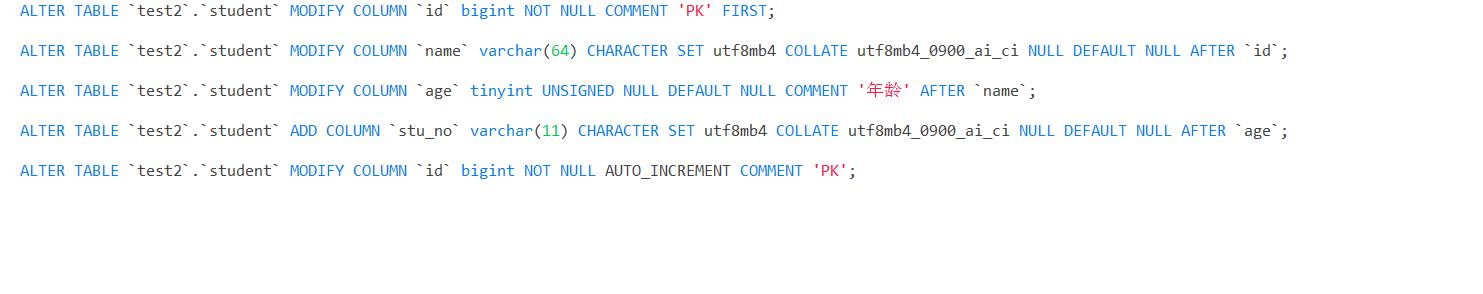 ALTER TABLE `test2`.`student` MODIFY COLUMN `id` bigint NOT NULL COMMENT 'PK' FIRST;
ALTER TABLE `test2`.`student` MODIFY COLUMN `name` varchar(64) CHARACTER SET utf8mb4 COLLATE utf8mb4_0900_ai_ci NULL DEFAULT NULL AFTER `id`;
ALTER TABLE `test2`.`student` MODIFY COLUMN `age` tinyint UNSIGNED NULL DEFAULT NULL COMMENT '年龄' AFTER `name`;
ALTER TABLE `test2`.`student` ADD COLUMN `stu_no` varchar(11) CHARACTER SET utf8mb4 COLLATE utf8mb4_0900_ai_ci NULL DEFAULT NULL AFTER `age`;
ALTER TABLE `test2`.`student` MODIFY COLUMN `id` bigint NOT NULL AUTO_INCREMENT COMMENT 'PK';